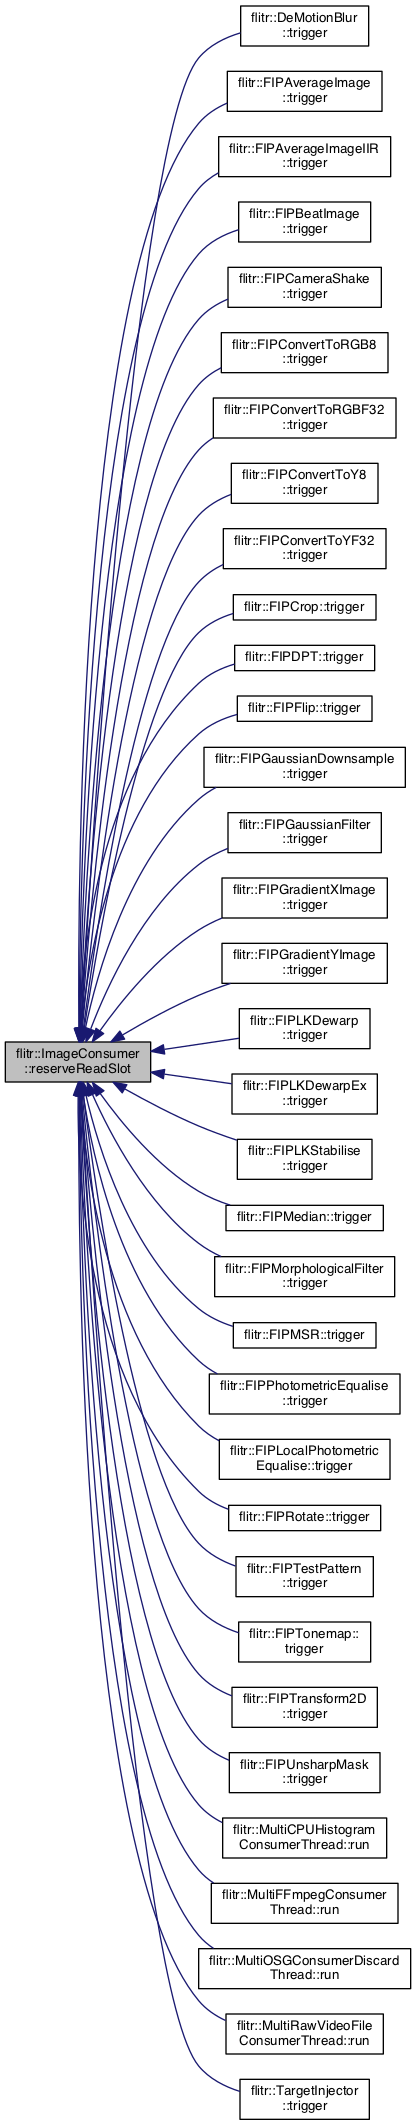 flitr::DeMotionBlur
::trigger
flitr::FIPAverageImage
::trigger
flitr::FIPAverageImageIIR
::trigger
flitr::FIPBeatImage
::trigger
flitr::FIPCameraShake
::trigger
flitr::FIPConvertToRGB8
::trigger
flitr::FIPConvertToRGBF32
::trigger
flitr::FIPConvertToY8
::trigger
flitr::FIPConvertToYF32
::trigger
flitr::FIPCrop::trigger
flitr::FIPDPT::trigger
flitr::FIPFlip::trigger
flitr::FIPGaussianDownsample
::trigger
flitr::FIPGaussianFilter
::trigger
flitr::FIPGradientXImage
::trigger
flitr::FIPGradientYImage
::trigger
flitr::FIPLKDewarp
::trigger
flitr::ImageConsumer
::reserveReadSlot
flitr::FIPLKDewarpEx
::trigger
flitr::FIPLKStabilise
::trigger
flitr::FIPMedian::trigger
flitr::FIPMorphologicalFilter
::trigger
flitr::FIPMSR::trigger
flitr::FIPPhotometricEqualise
::trigger
flitr::FIPLocalPhotometric
Equalise::trigger
flitr::FIPRotate::trigger
flitr::FIPTestPattern
::trigger
flitr::FIPTonemap::
trigger
flitr::FIPTransform2D
::trigger
flitr::FIPUnsharpMask
::trigger
flitr::MultiCPUHistogram
ConsumerThread::run
flitr::MultiFFmpegConsumer
Thread::run
flitr::MultiOSGConsumerDiscard
Thread::run
flitr::MultiRawVideoFile
ConsumerThread::run
flitr::TargetInjector
::trigger